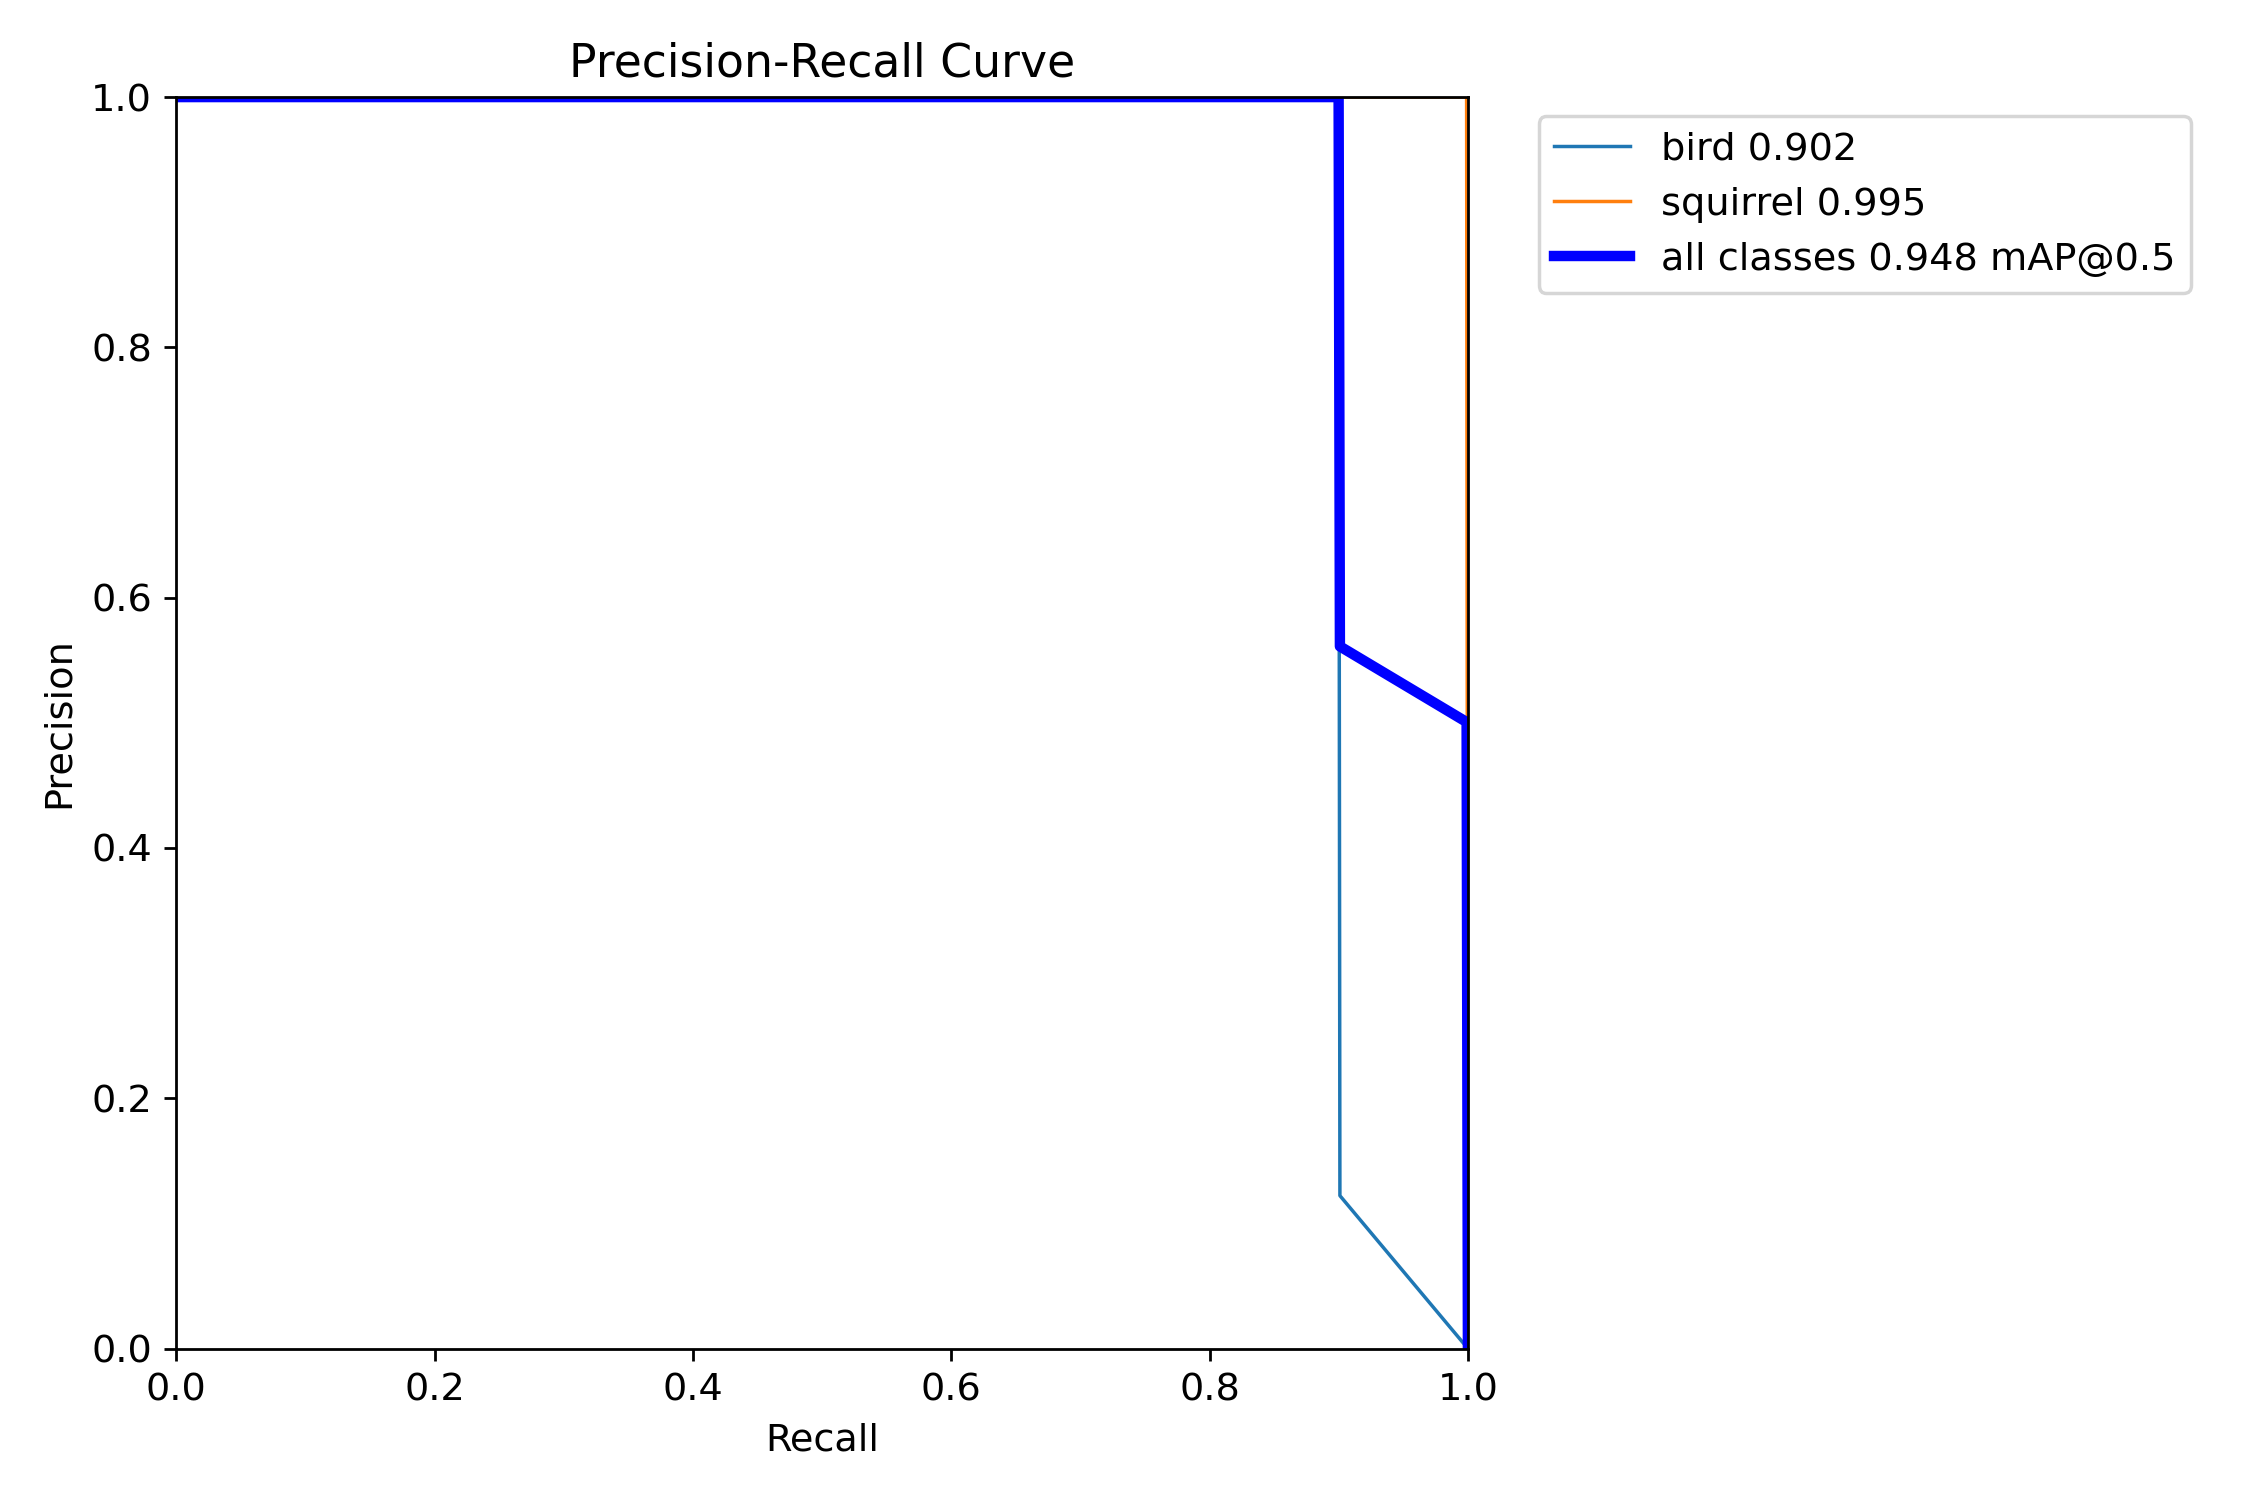 Precision-Recall Curve
1.0
0.8
0.6
0.4
0.2
0.0
Precision
0.0 0.2 0.4 0.6 0.8 1.0
Recall
bird 0.902
squirrel 0.995
all classes 0.948 mAP@0.5